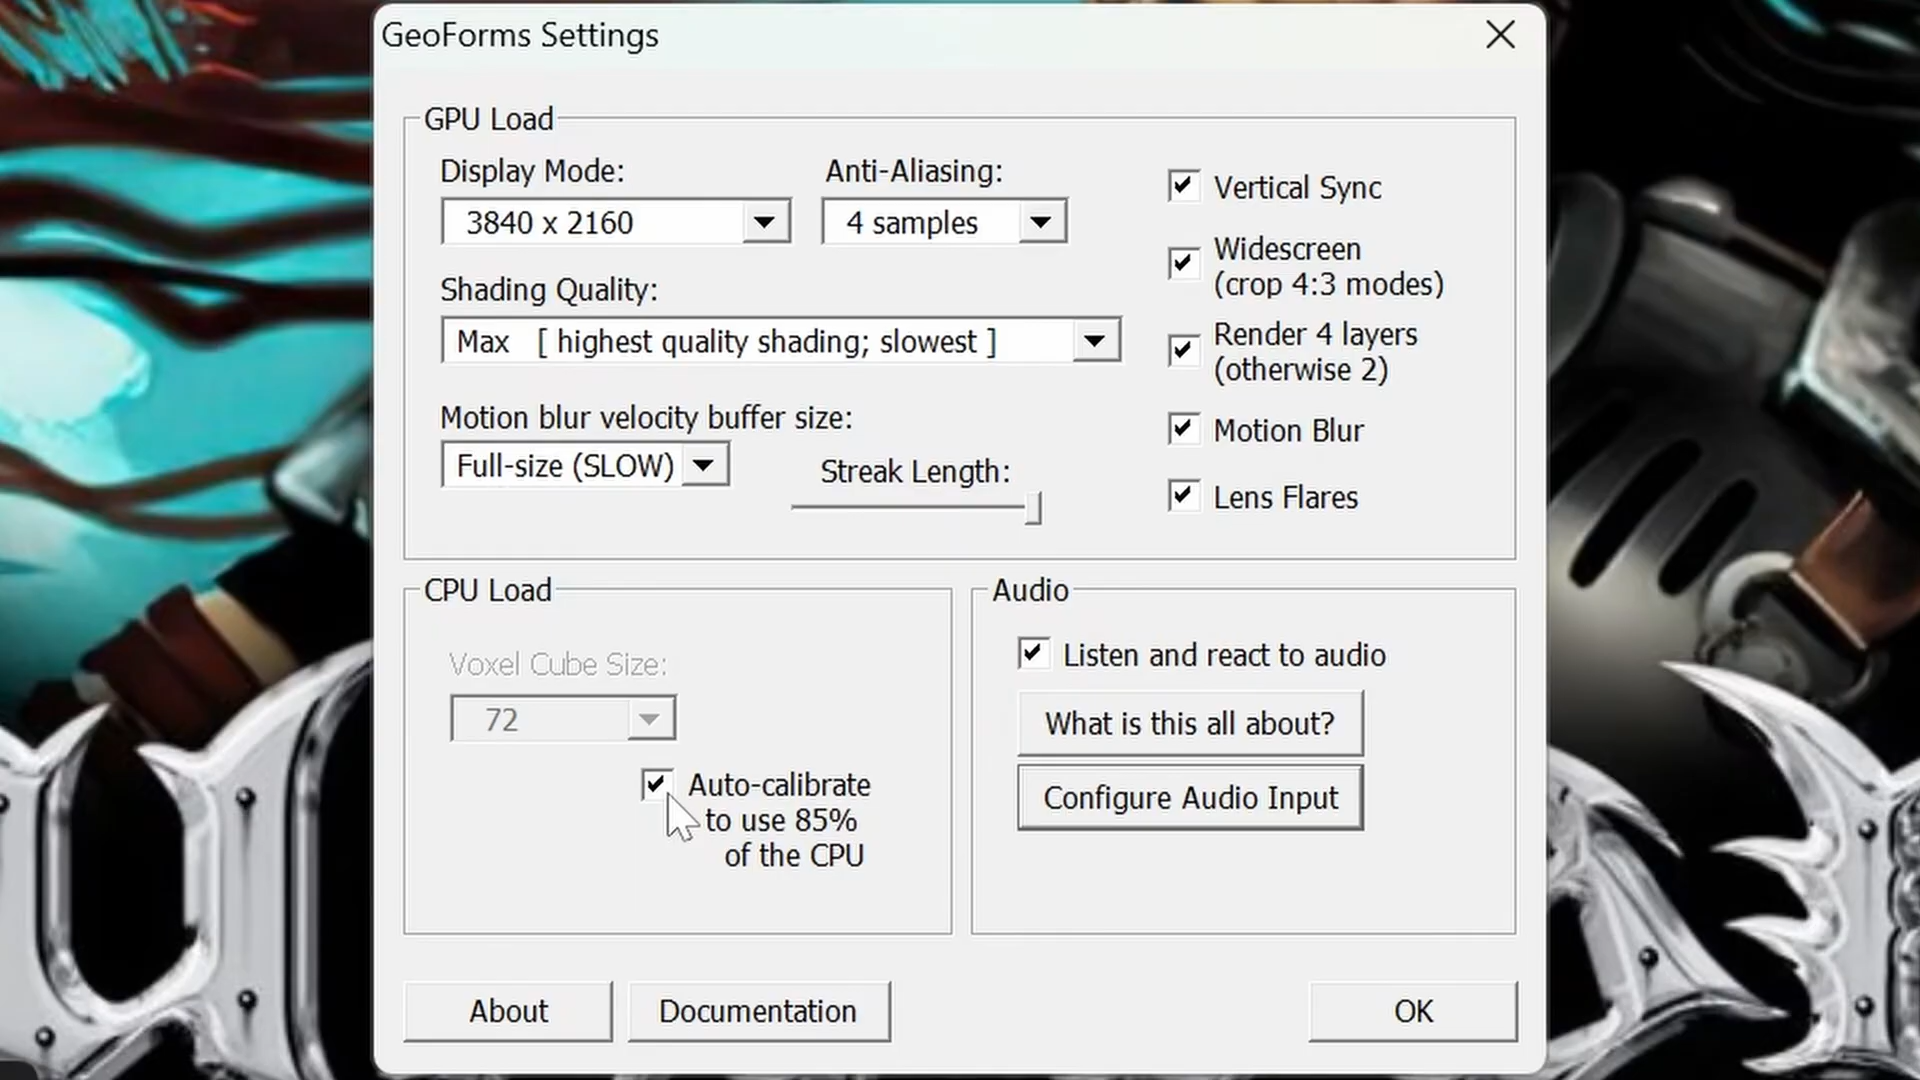 GeoForms Settings
GPU Load
Display Mode:
3840 x 2160
Anti-Aliasing:
4 samples
Shading Quality:
Max [ highest quality shading; slowest ]
Motion blur velocity buffer size:
Full-size (SLOW)
Streak Length:
Vertical Sync
Widescreen
(crop 4:3 modes)
Render 4 layers
(otherwise 2)
Motion Blur
Lens Flares
CPU Load
Voxel Cube Size:
72
Auto-calibrate
to use 85%
of the CPU
Audio
Listen and react to audio
What is this all about?
Configure Audio Input
About
Documentation
OK